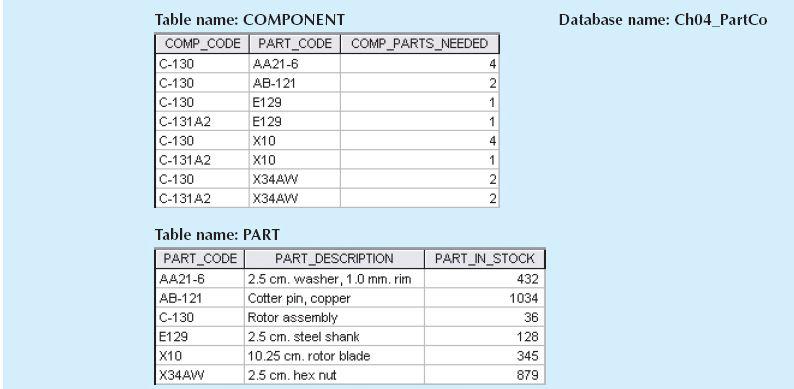 Table name: COMPONENT Database name: Ch04_PartCo
COMP_CODE PART_CODE COMP_PARTS_NEEDED
C-130 AA21-6 4
C-130 AB-121 2
C-130 E129 1
C-131A2 E129 1
C-130 X10 4
C-131A2 X10 1
C-130 X34AW 2
C-131A2 X34AW 2
Table name: PART
PART_CODE PART_DESCRIPTION PART_IN_STOCK
AA21-6 2.5 cm. washer, 1.0 mm. rim 432
AB-121 Cotter pin, copper 1034
C-130 Rotor assembly 36
E129 2.5 cm. steel shank 128
X10 10.25 cm. rotor blade 345
X34AW 2.5 cm. hex nut 879